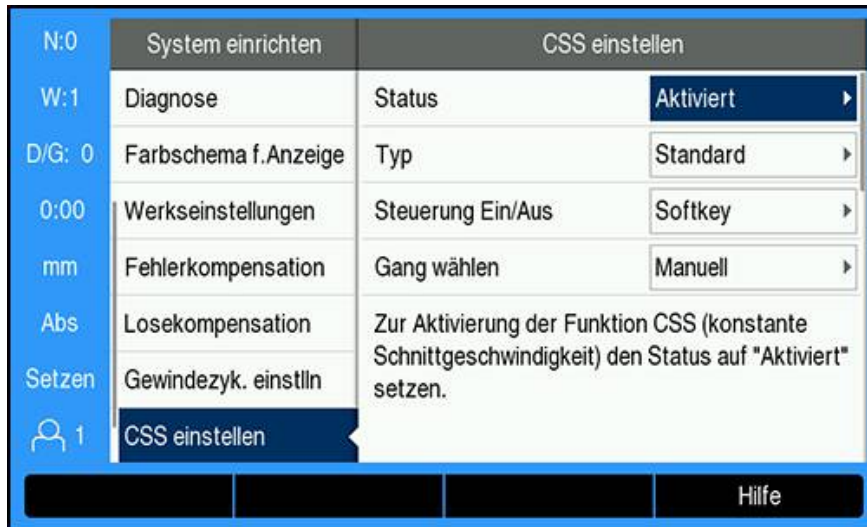 N:0
System einrichten
CSS einstellen
W:1
Diagnose
Status
Aktiviert
D/G: 0
Farbschema f.Anzeige
Typ
Standard
0:00
Werkseinstellungen
Steuerung Ein/Aus
Softkey
mm
Fehlerkompensation
Gang wählen
Manuell
Abs
Losekompensation
Zur Aktivierung der Funktion CSS (konstante
Schnittgeschwindigkeit) den Status auf "Aktiviert"
setzen.
Setzen
Gewindezyk. einstlln
1
CSS einstellen
Hilfe